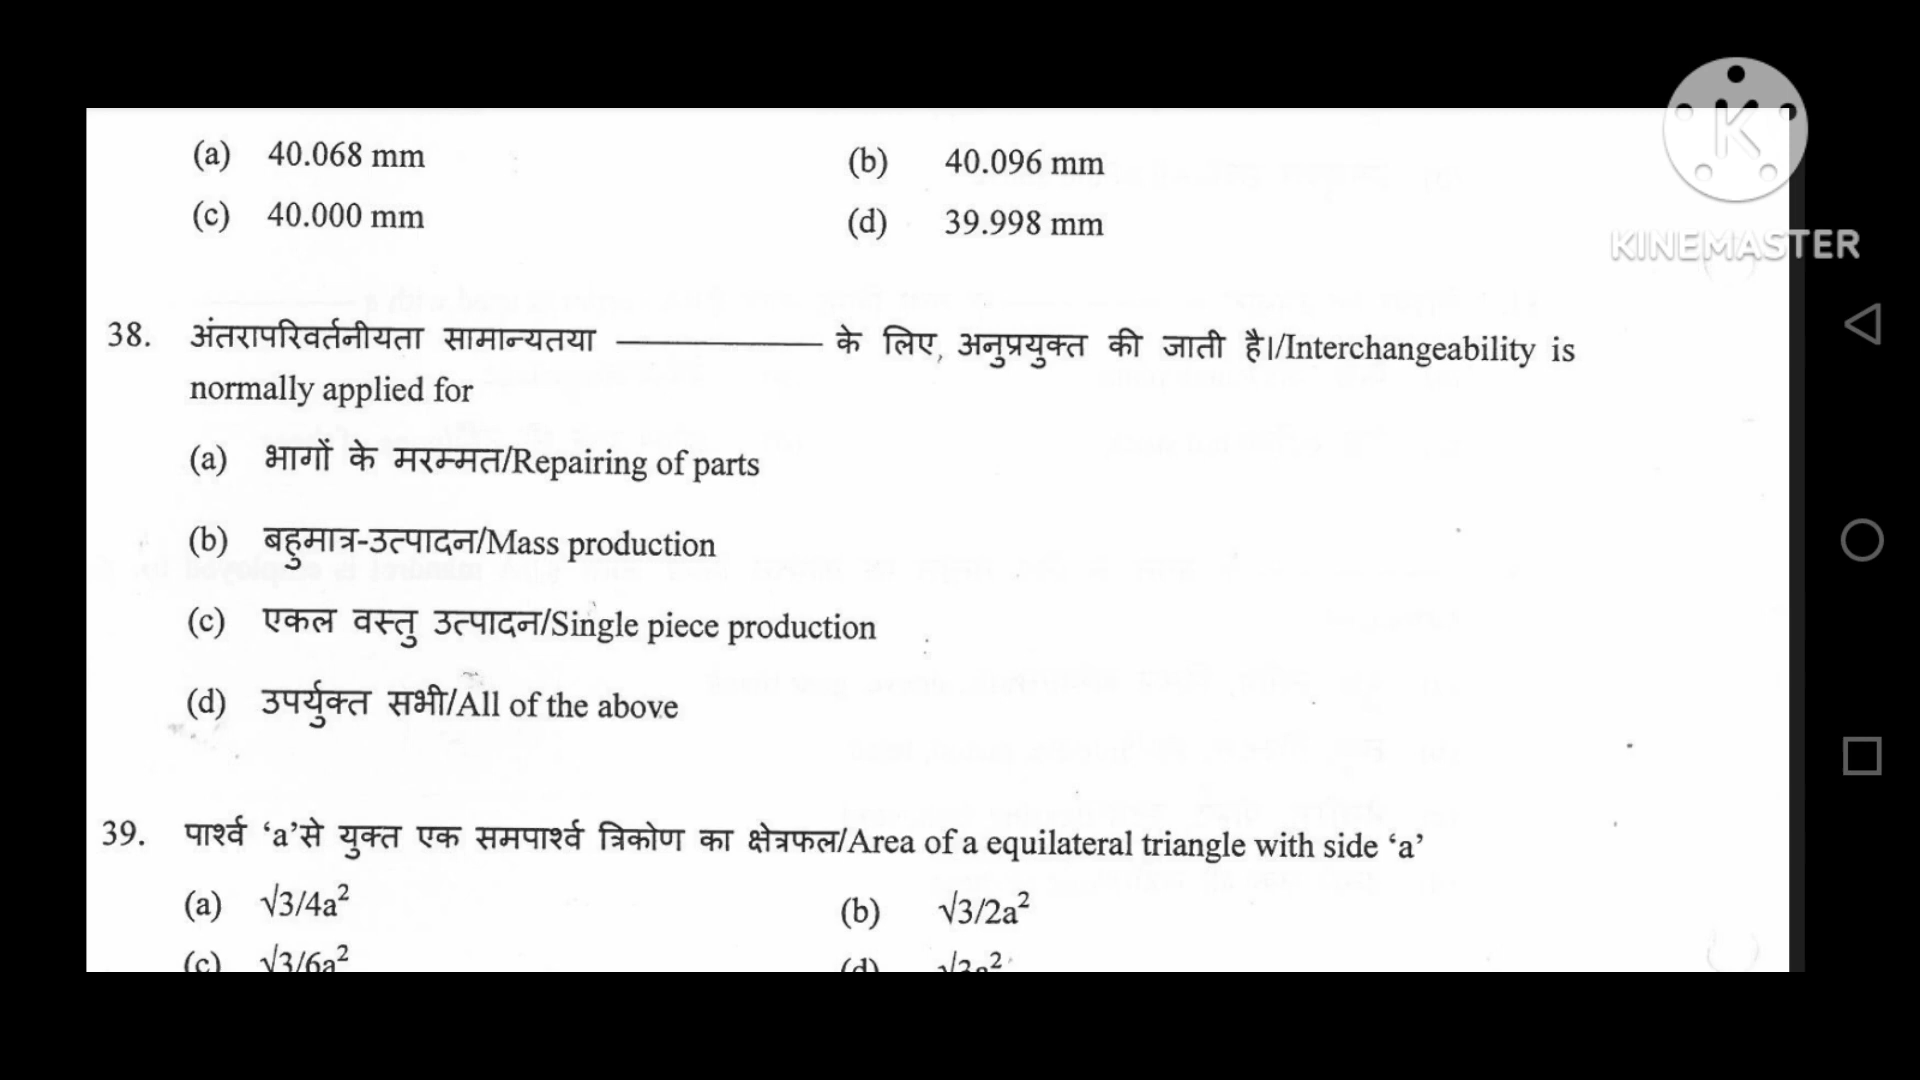 (a) 40.068 mm (b) 40.096 mm
(c) 40.000 mm (d) 39.998 mm
KINEMASTER
38. अंतरापरिवर्तनीयता सामान्यतया ————— के लिए, अनुप्रयुक्त की जाती है।/Interchangeability is
normally applied for
(a) भागों के मरम्मत/Repairing of parts
(b) बहुमात्र-उत्पादन/Mass production
(c) एकल वस्तु उत्पादन/Single piece production
(d) उपर्युक्त सभी/All of the above
39. पार्श्व ‘a’से युक्त एक समपार्श्व त्रिकोण का क्षेत्रफल/Area of a equilateral triangle with side ‘a’
(a) √3/4a² (b) √3/2a²
(c) √3/6a² (d) √3a²